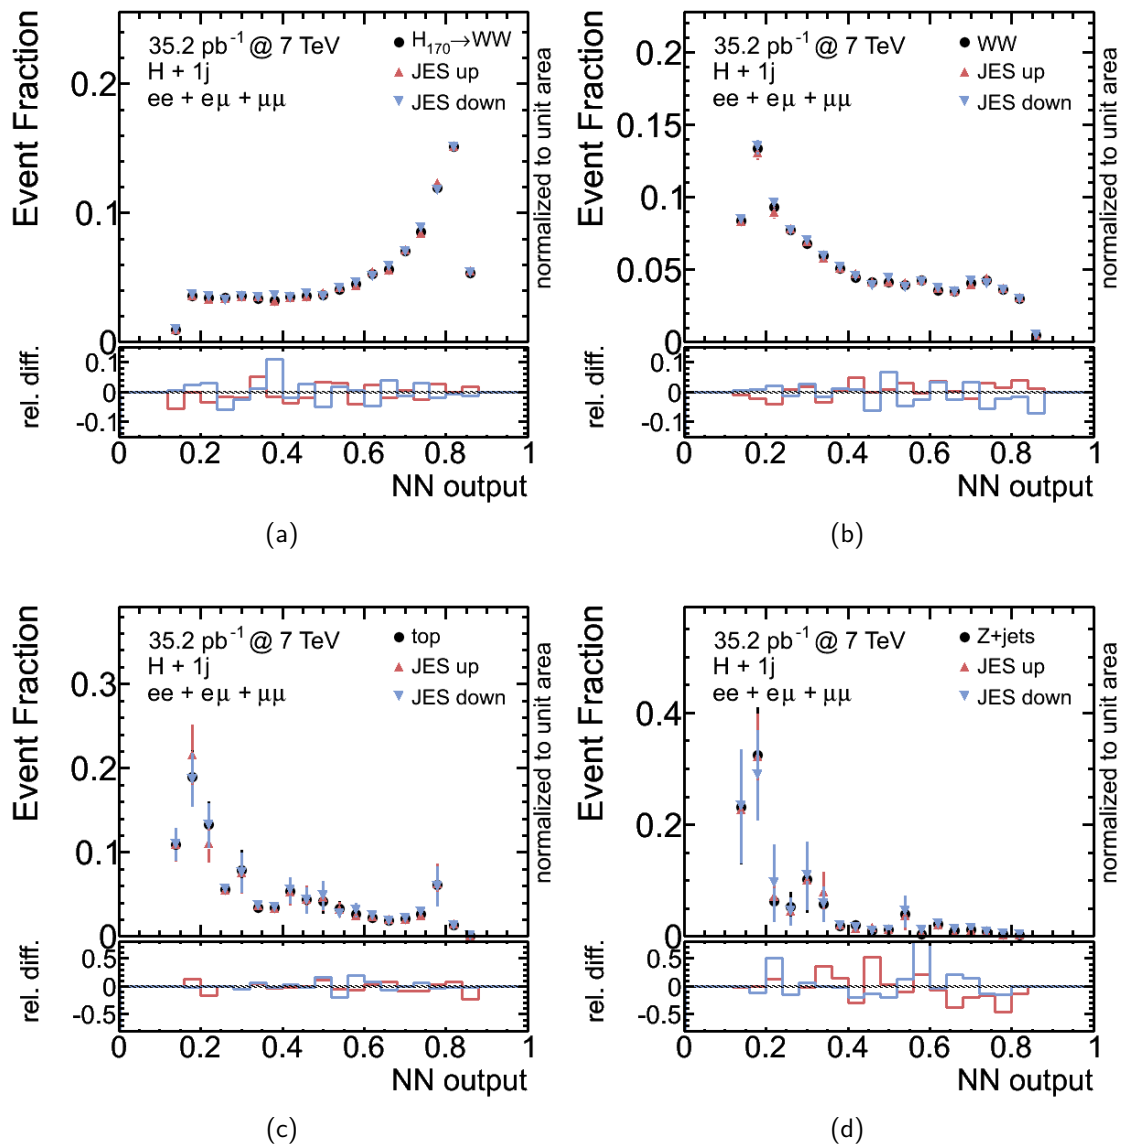 35.2 pb-1 @ 7 TeV
H + 1j
ee + eμ + μμ
H170→WW
JES up
JES down
Event Fraction
normalized to unit area
0.2
0.1
0
rel. diff.
0.1
0
-0.1
0 0.2 0.4 0.6 0.8 1
NN output
(a)
35.2 pb-1 @ 7 TeV
H + 1j
ee + eμ + μμ
WW
JES up
JES down
Event Fraction
normalized to unit area
0.2
0.15
0.1
0.05
0
rel. diff.
0.1
0
-0.1
0 0.2 0.4 0.6 0.8 1
NN output
(b)
35.2 pb-1 @ 7 TeV
H + 1j
ee + eμ + μμ
top
JES up
JES down
Event Fraction
normalized to unit area
0.3
0.2
0.1
0
rel. diff.
0.5
0
-0.5
0 0.2 0.4 0.6 0.8 1
NN output
(c)
35.2 pb-1 @ 7 TeV
H + 1j
ee + eμ + μμ
Z+jets
JES up
JES down
Event Fraction
normalized to unit area
0.4
0.2
0
rel. diff.
0.5
0
-0.5
0 0.2 0.4 0.6 0.8 1
NN output
(d)